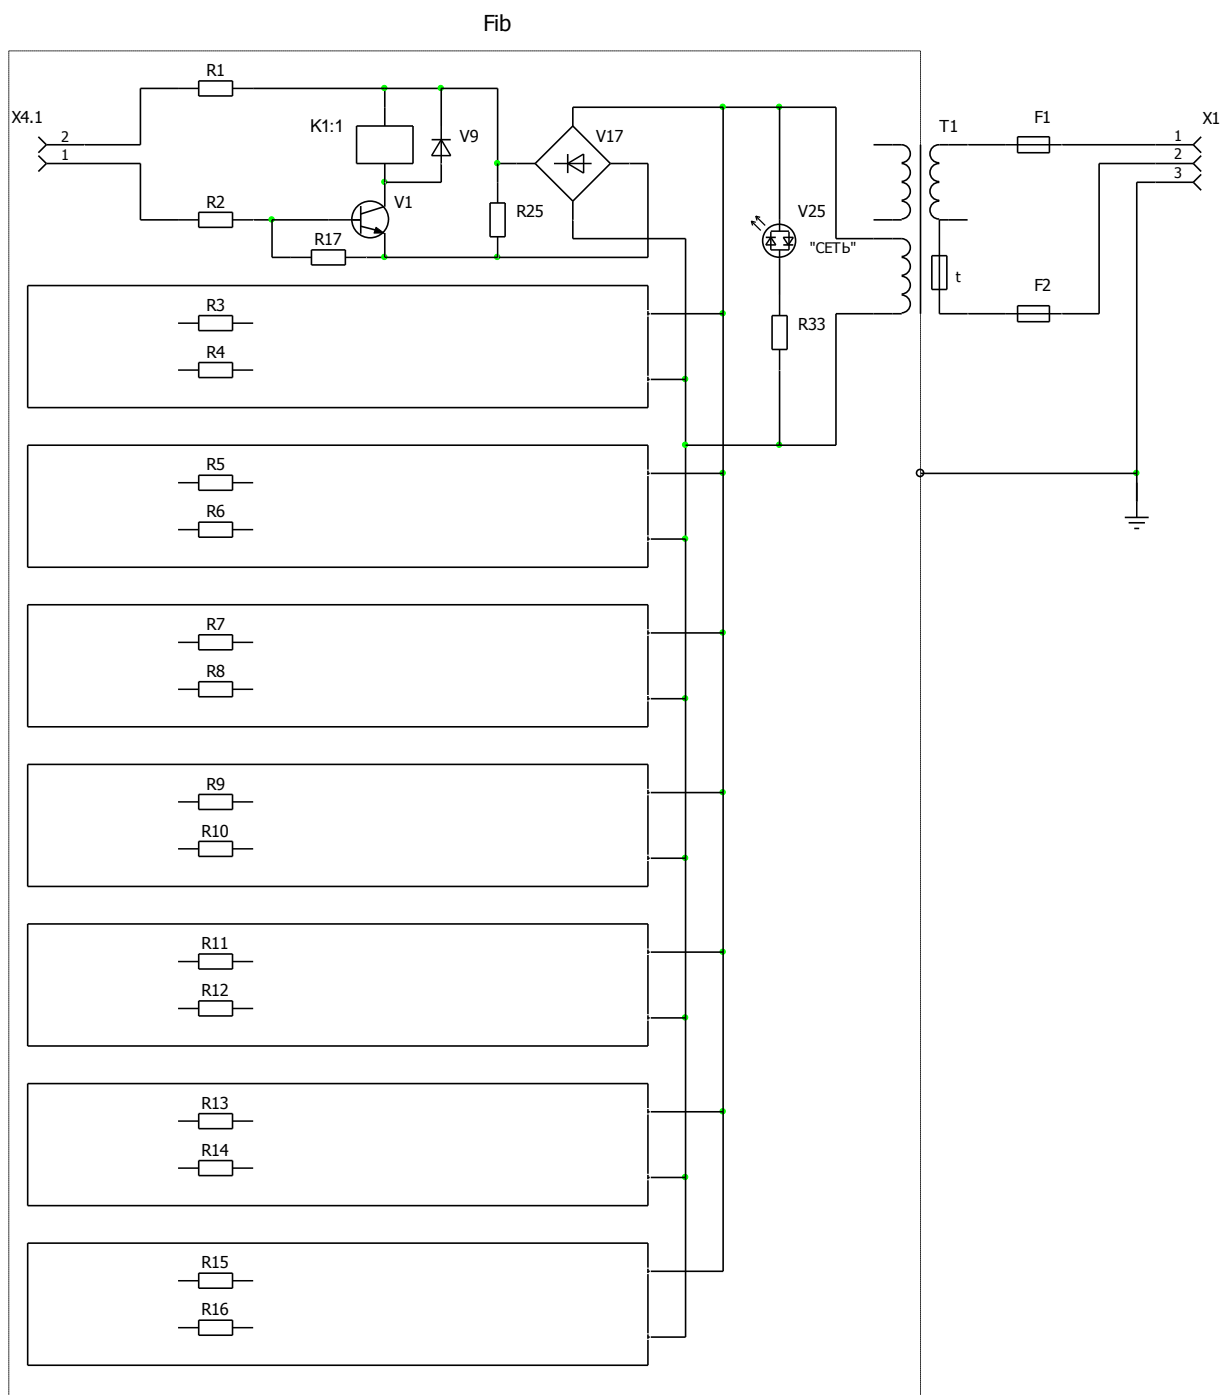 Fib
R1
X4.1
2
1
K1:1
V9
V17
R2
V1
R17
R25
V25
"СЕТЬ"
R33
T1
F1
X1
1
2
3
t
F2
R3
R4
R5
R6
R7
R8
R9
R10
R11
R12
R13
R14
R15
R16